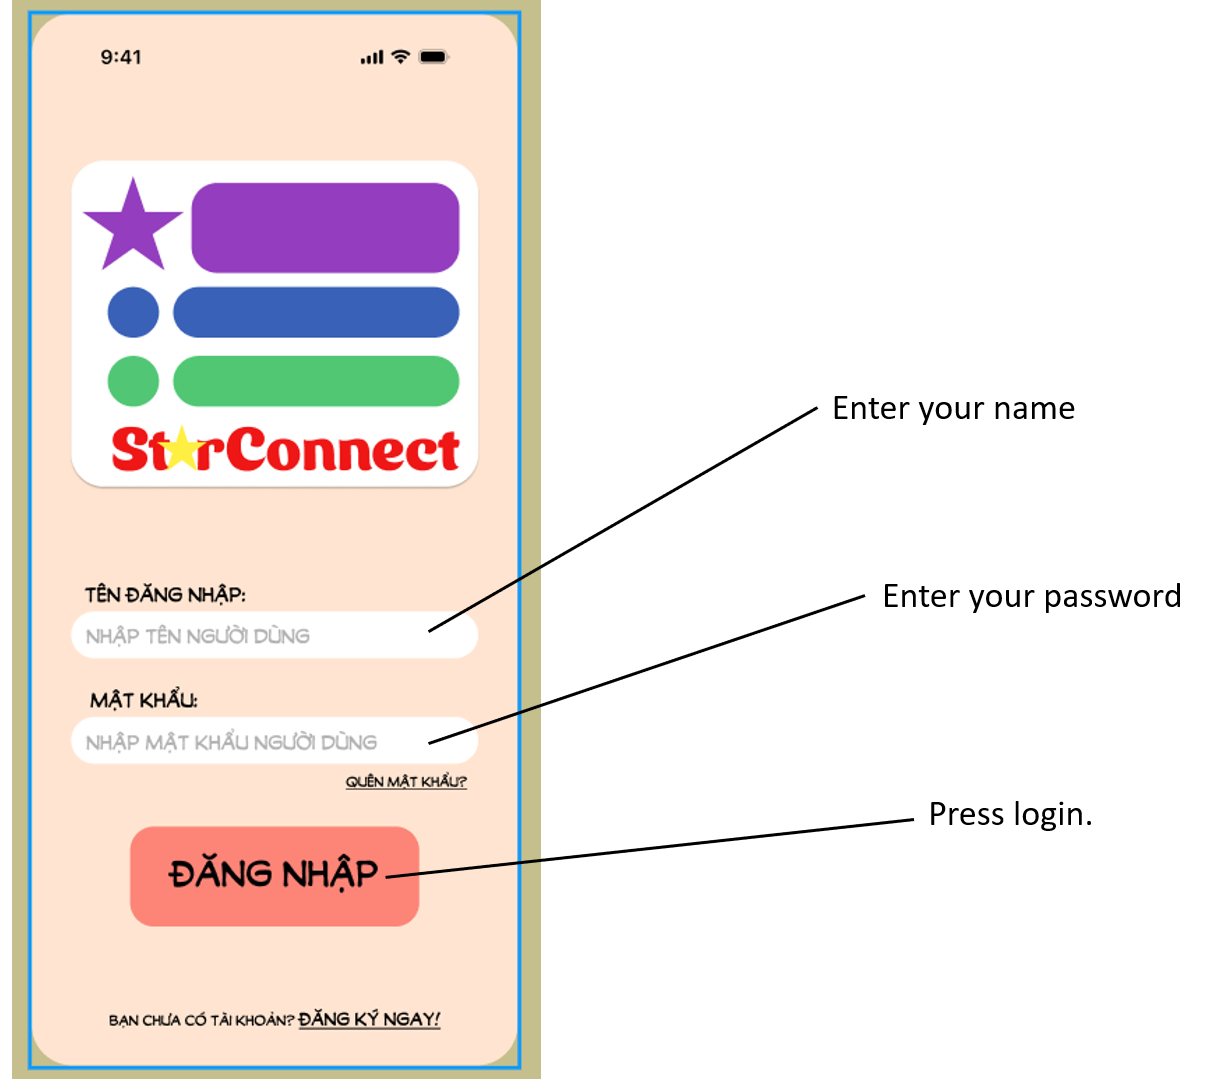 9:41
StarConnect
Enter your name
TÊN ĐĂNG NHẬP:
NHẬP TÊN NGƯỜI DÙNG
Enter your password
MẬT KHẨU:
NHẬP MẬT KHẨU NGƯỜI DÙNG
QUÊN MẬT KHẨU?
Press login.
ĐĂNG NHẬP
BẠN CHƯA CÓ TÀI KHOẢN? ĐĂNG KÝ NGAY!